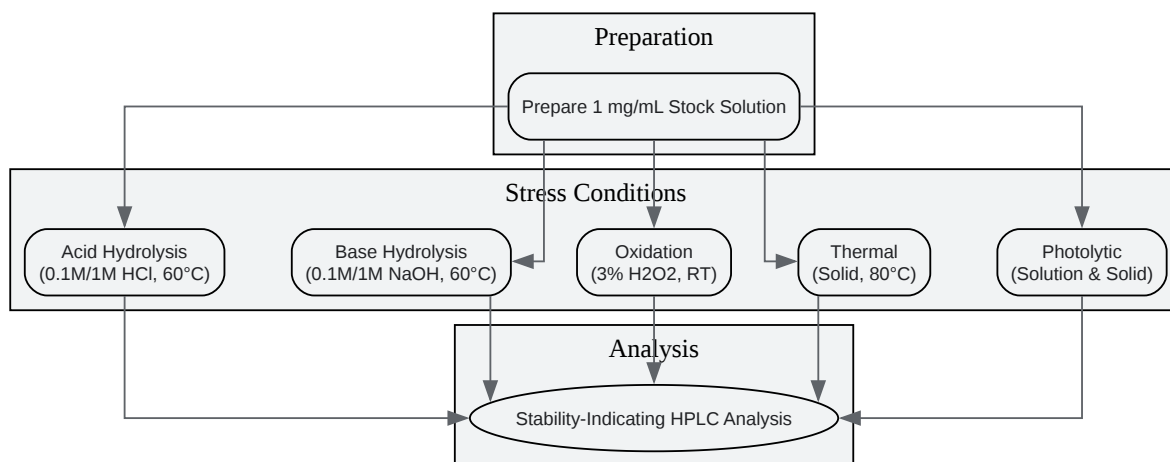 Preparation
Prepare 1 mg/mL Stock Solution
Stress Conditions
Acid Hydrolysis
(0.1M/1M HCl, 60°C)
Base Hydrolysis
(0.1M/1M NaOH, 60°C)
Oxidation
(3% H2O2, RT)
Thermal
(Solid, 80°C)
Photolytic
(Solution & Solid)
Analysis
Stability-Indicating HPLC Analysis